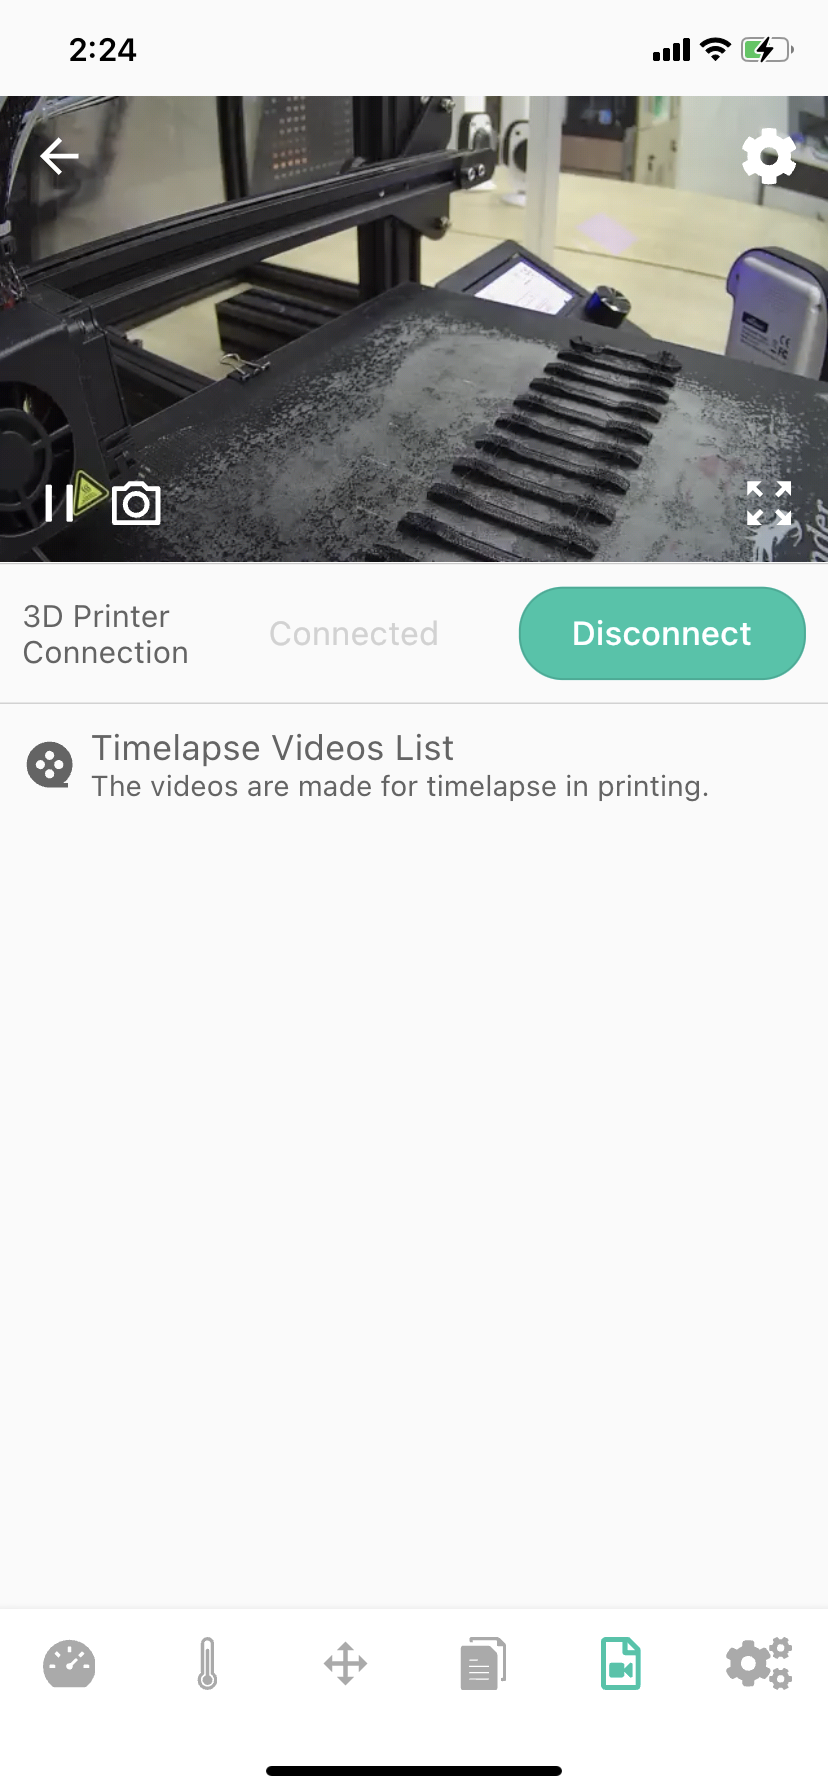 2:24
3D Printer
Connection
Connected
Disconnect
Timelapse Videos List
The videos are made for timelapse in printing.